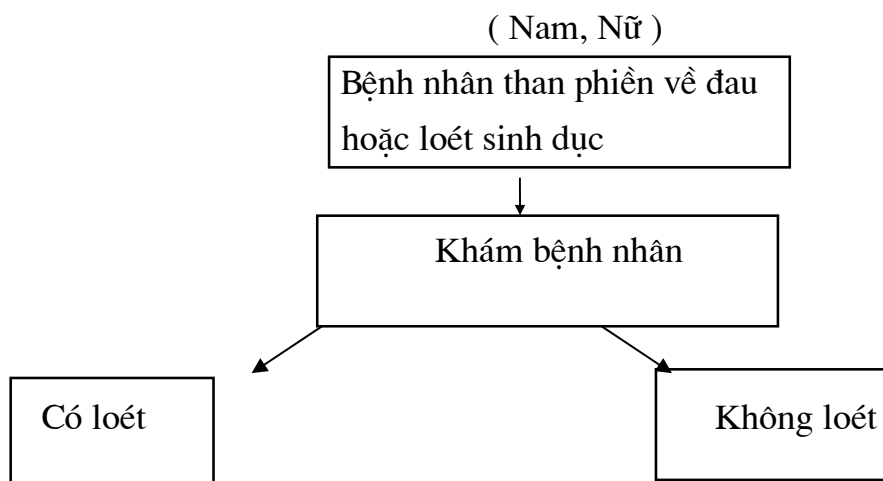 ( Nam, Nữ )
Bệnh nhân than phiền về đau
hoặc loét sinh dục
Khám bệnh nhân
Có loét
Không loét